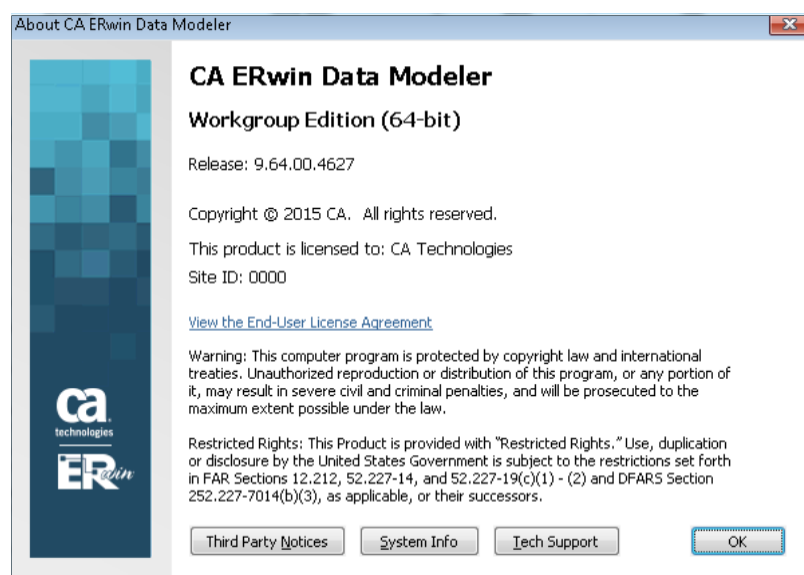 About CA ERwin Data Modeler
CA ERwin Data Modeler
Workgroup Edition (64-bit)
Release: 9.64.00.4627
Copyright © 2015 CA.  All rights reserved.
This product is licensed to: CA Technologies
Site ID: 0000
View the End-User License Agreement
Warning: This computer program is protected by copyright law and international
treaties. Unauthorized reproduction or distribution of this program, or any portion of
it, may result in severe civil and criminal penalties, and will be prosecuted to the
maximum extent possible under the law.
ca
technologies
ERwin
Restricted Rights: This Product is provided with "Restricted Rights." Use, duplication
or disclosure by the United States Government is subject to the restrictions set forth
in FAR Sections 12.212, 52.227-14, and 52.227-19(c)(1) - (2) and DFARS Section
252.227-7014(b)(3), as applicable, or their successors.
Third Party Notices
System Info
Tech Support
OK